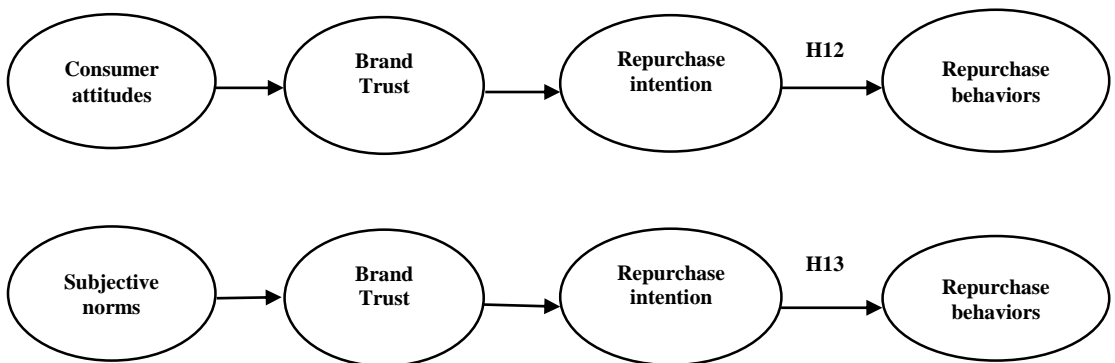 Consumer
attitudes
Brand
Trust
Repurchase
intention
H12
Repurchase
behaviors
Subjective
norms
Brand
Trust
Repurchase
intention
H13
Repurchase
behaviors